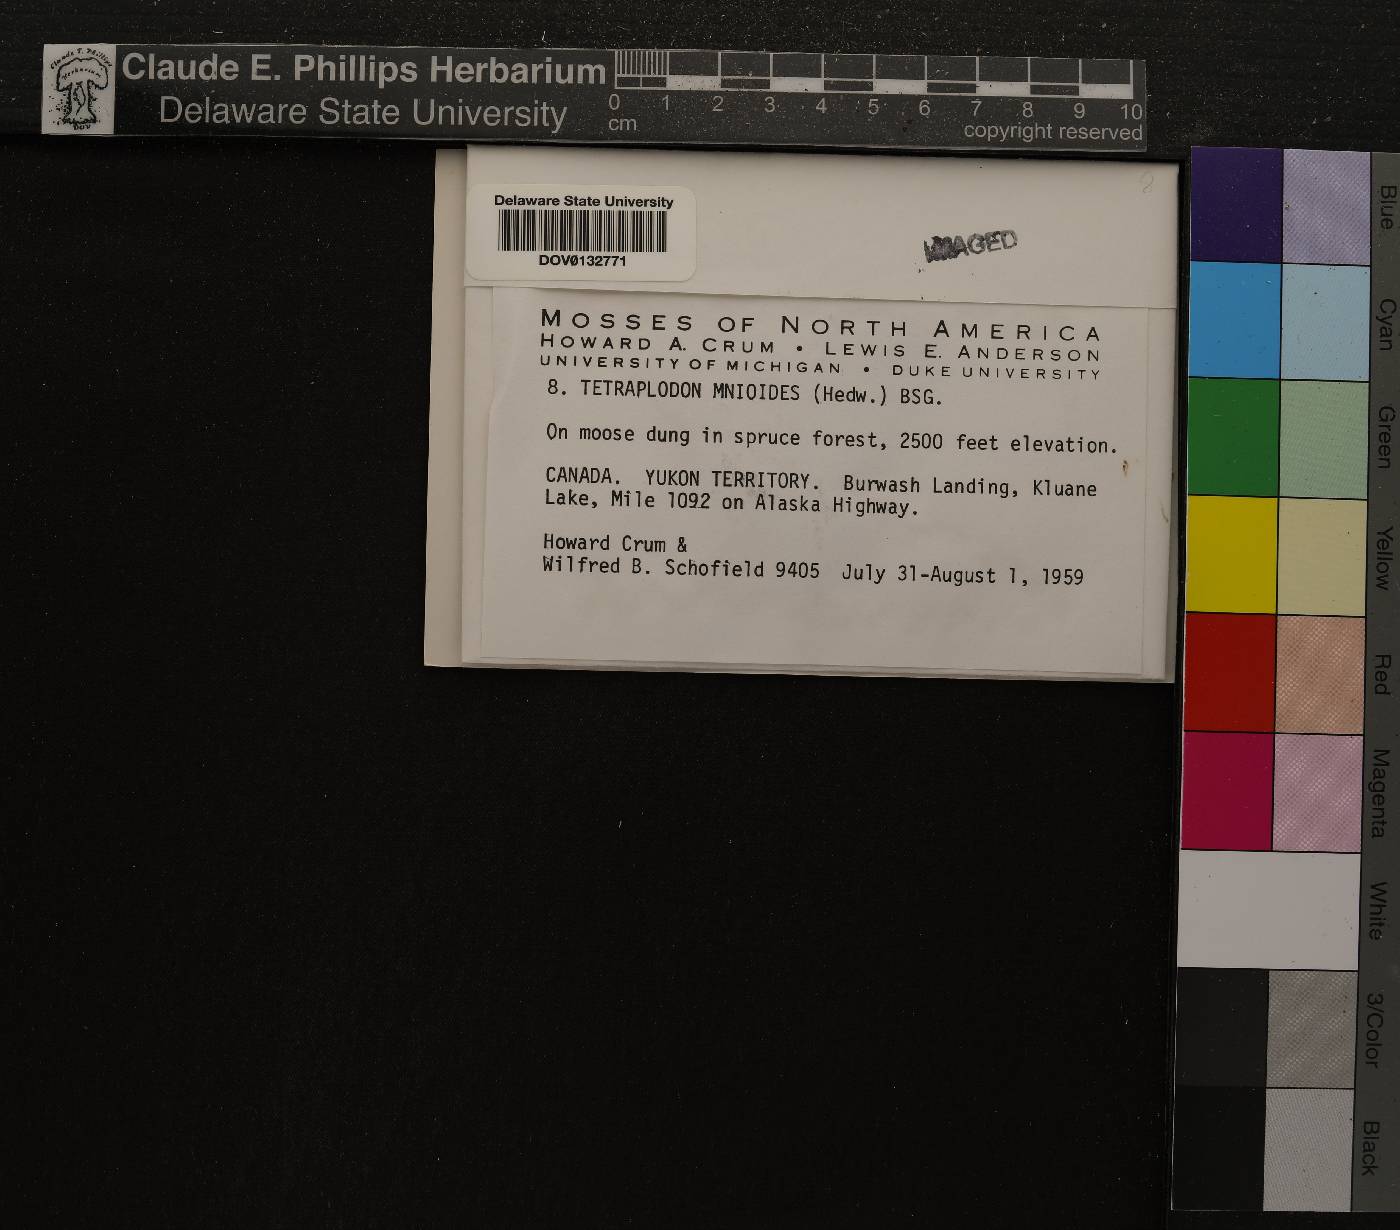 Claude E. Phillips Herbarium
Delaware State University
0 1 2 3 4 5 6 7 8 9 10
cm
copyright reserved
Delaware State University
DOV0132771
IMAGED
8
MOSSES OF NORTH AMERICA
HOWARD A. CRUM • LEWIS E. ANDERSON
UNIVERSITY OF MICHIGAN • DUKE UNIVERSITY
8. TETRAPLODON MNIOIDES (Hedw.) BSG.
On moose dung in spruce forest, 2500 feet elevation.
CANADA. YUKON TERRITORY. Burwash Landing, Kluane
Lake, Mile 1092 on Alaska Highway.
Howard Crum &
Wilfred B. Schofield 9405 July 31-August 1, 1959
Blue
Cyan
Green
Yellow
Red
Magenta
White
3/Color
Black